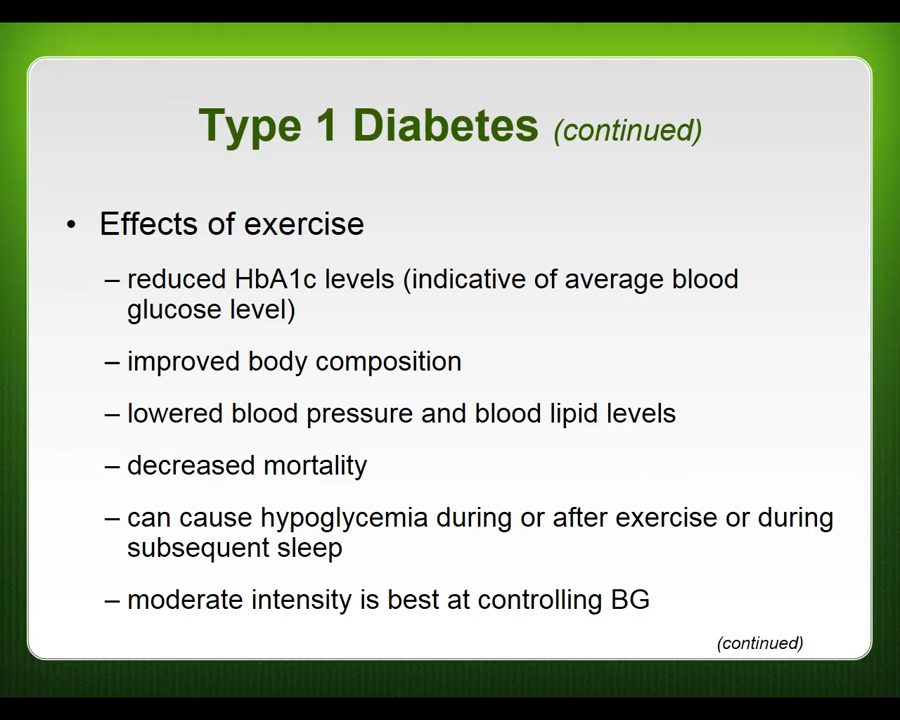 Type 1 Diabetes (continued)
• Effects of exercise
– reduced HbA1c levels (indicative of average blood
glucose level)
– improved body composition
– lowered blood pressure and blood lipid levels
– decreased mortality
– can cause hypoglycemia during or after exercise or during
subsequent sleep
– moderate intensity is best at controlling BG
(continued)